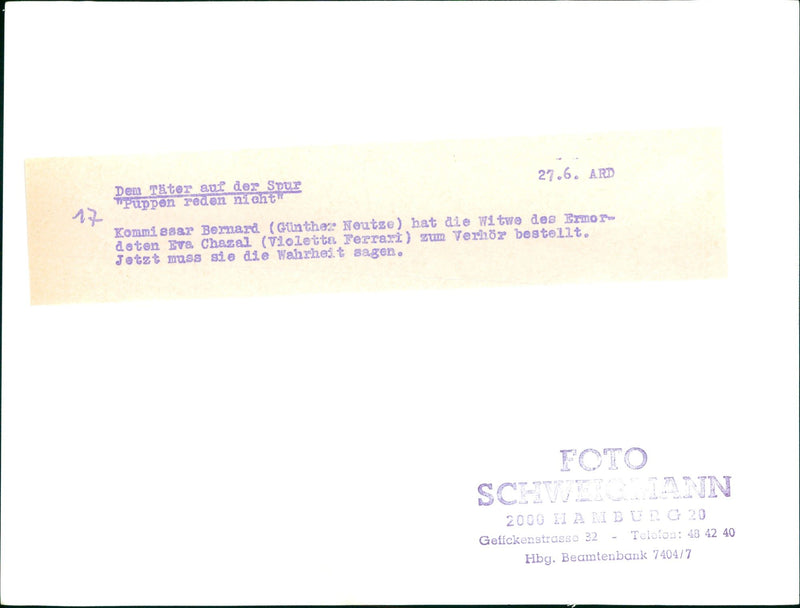 27.6. ARD
Dem Täter auf der Spur
"Puppen reden nicht"
17
Kommissar Bernard (Günther Neutze) hat die Witwe des Ermor-
deten Eva Chazal (Violetta Ferrari) zum Verhör bestellt.
Jetzt muss sie die Wahrheit sagen.
FOTO
SCHWEIGMANN
2000 HAMBURG 20
Geffckenstrasse 32 - Telefon: 48 42 40
Hbg. Beamtenbank 7404/7